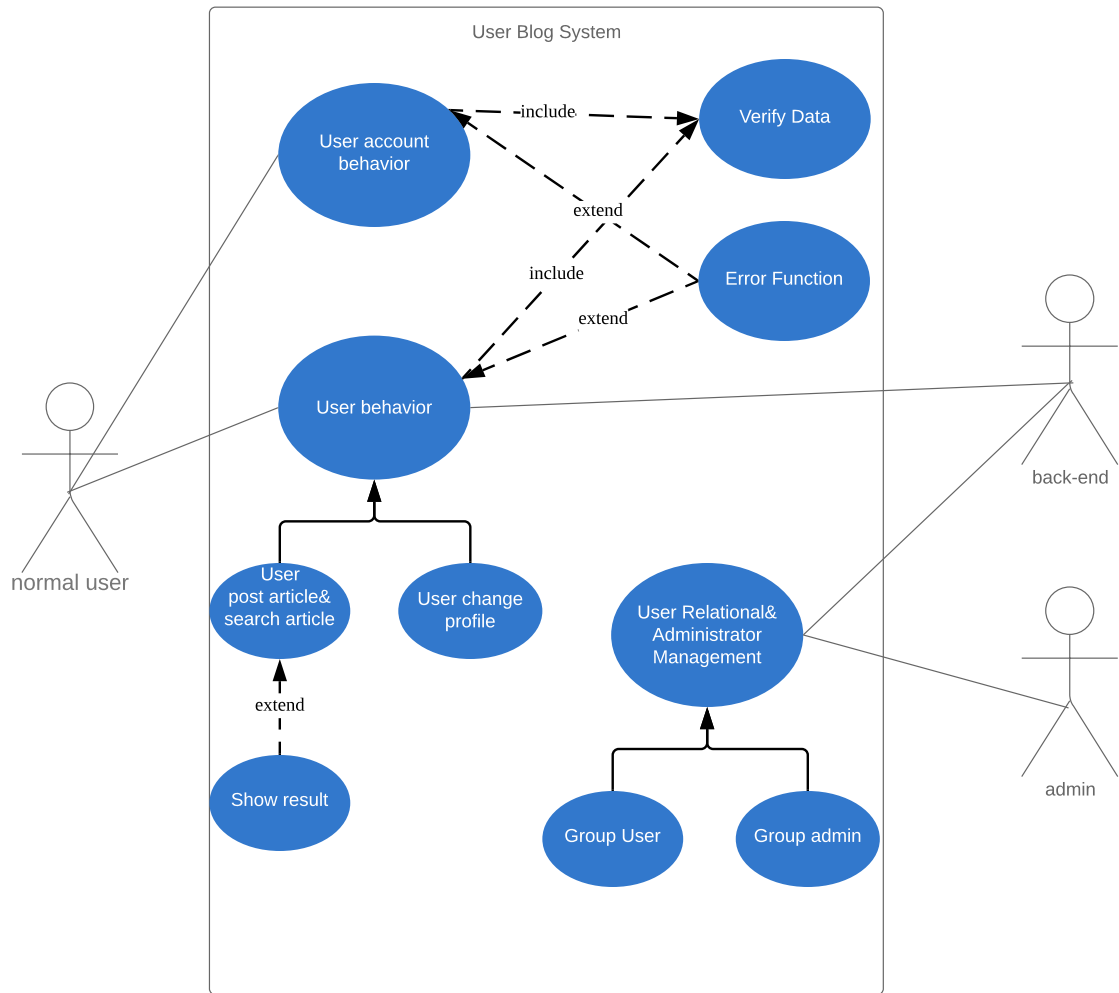 User Blog System
User account
behavior
include
Verify Data
extend
Error Function
include
extend
User behavior
back-end
normal user
User
post article&
search article
User change
profile
User Relational&
Administrator
Management
extend
Show result
admin
Group User
Group admin